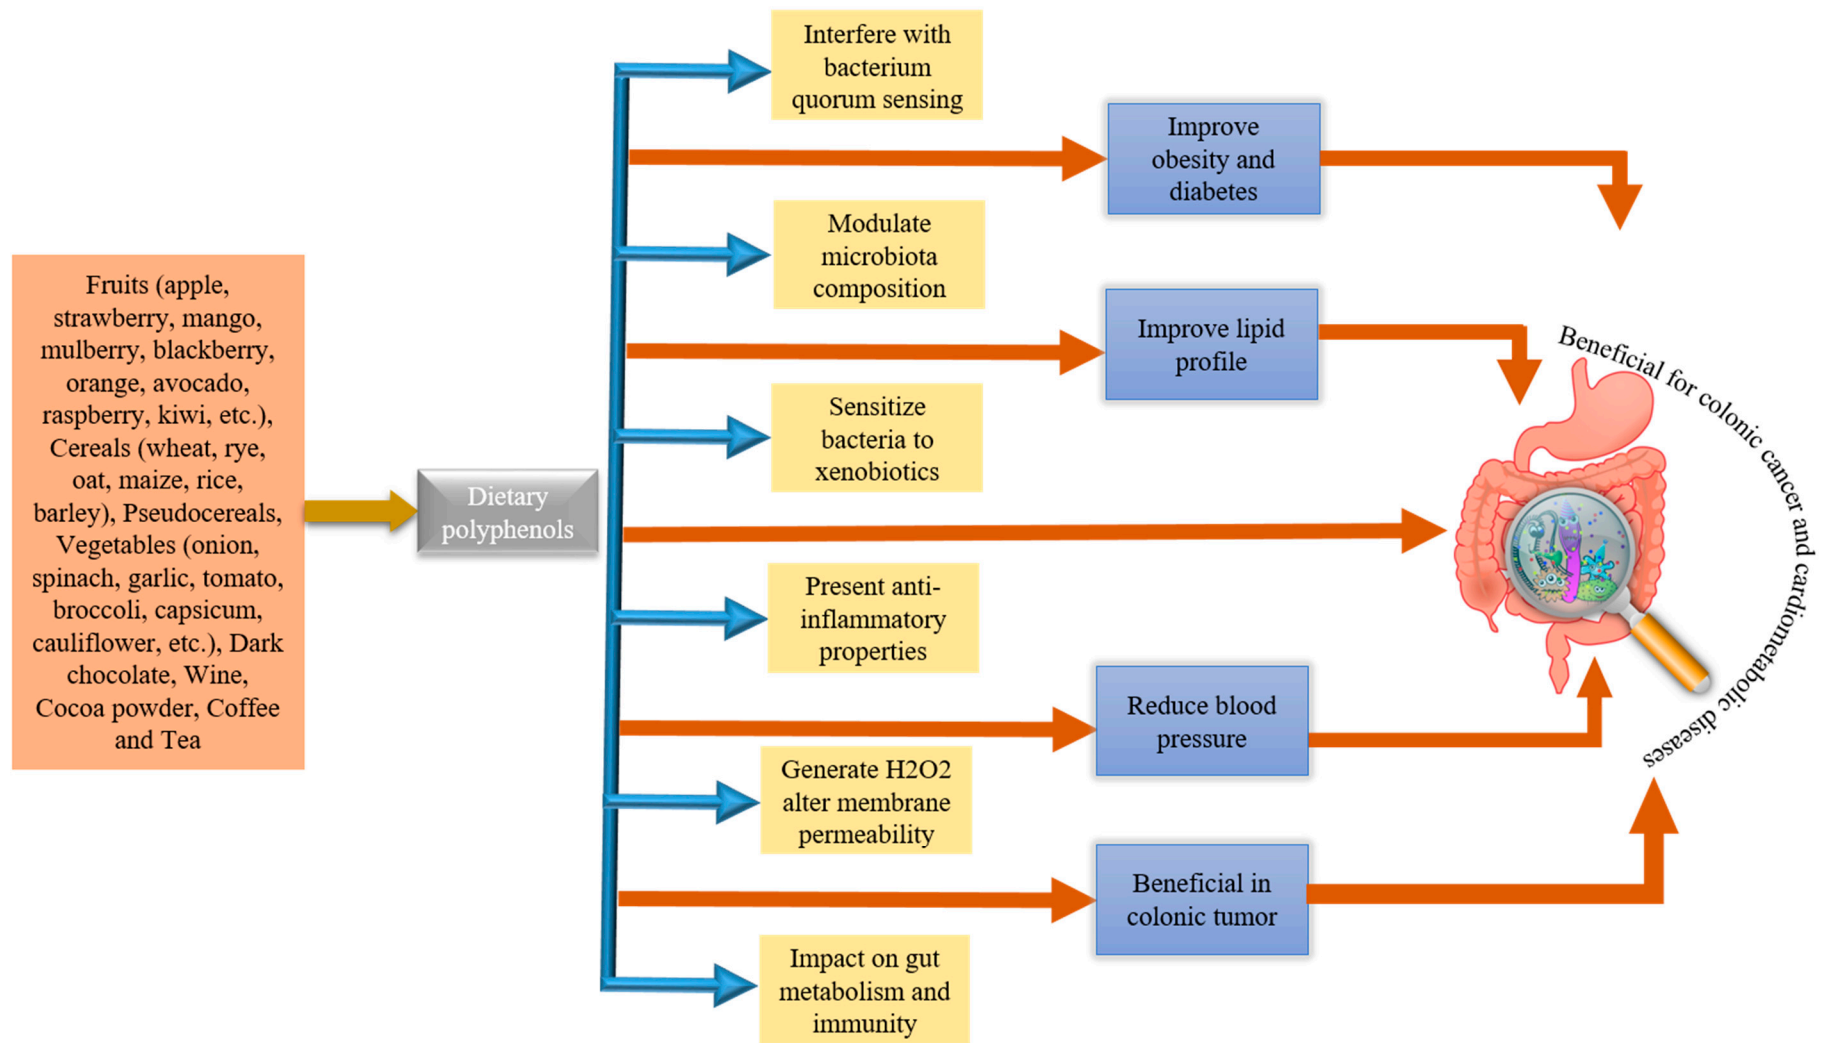 Fruits (apple,
strawberry, mango,
mulberry, blackberry,
orange, avocado,
raspberry, kiwi, etc.),
Cereals (wheat, rye,
oat, maize, rice,
barley), Pseudocereals,
Vegetables (onion,
spinach, garlic, tomato,
broccoli, capsicum,
cauliflower, etc.), Dark
chocolate, Wine,
Cocoa powder, Coffee
and Tea
Dietary
polyphenols
Interfere with
bacterium
quorum sensing
Modulate
microbiota
composition
Sensitize
bacteria to
xenobiotics
Present anti-
inflammatory
properties
Generate H2O2
alter membrane
permeability
Impact on gut
metabolism and
immunity
Improve
obesity and
diabetes
Improve lipid
profile
Reduce blood
pressure
Beneficial in
colonic tumor
Beneficial for colonic cancer and cardiometabolic diseases